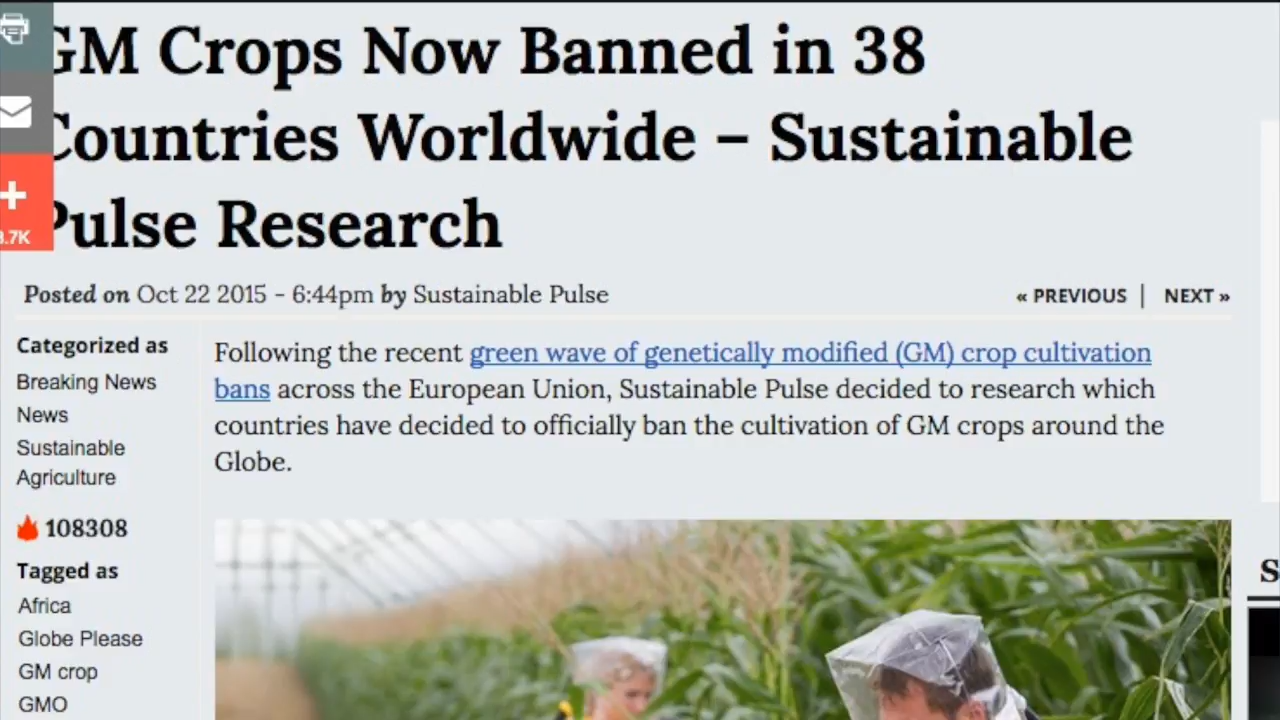 GM Crops Now Banned in 38
Countries Worldwide – Sustainable
Pulse Research
3.7K
Posted on Oct 22 2015 - 6:44pm by Sustainable Pulse
« PREVIOUS | NEXT »
Categorized as
Breaking News
News
Sustainable
Agriculture
108308
Tagged as
Africa
Globe Please
GM crop
GMO
Following the recent green wave of genetically modified (GM) crop cultivation
bans across the European Union, Sustainable Pulse decided to research which
countries have decided to officially ban the cultivation of GM crops around the
Globe.
S